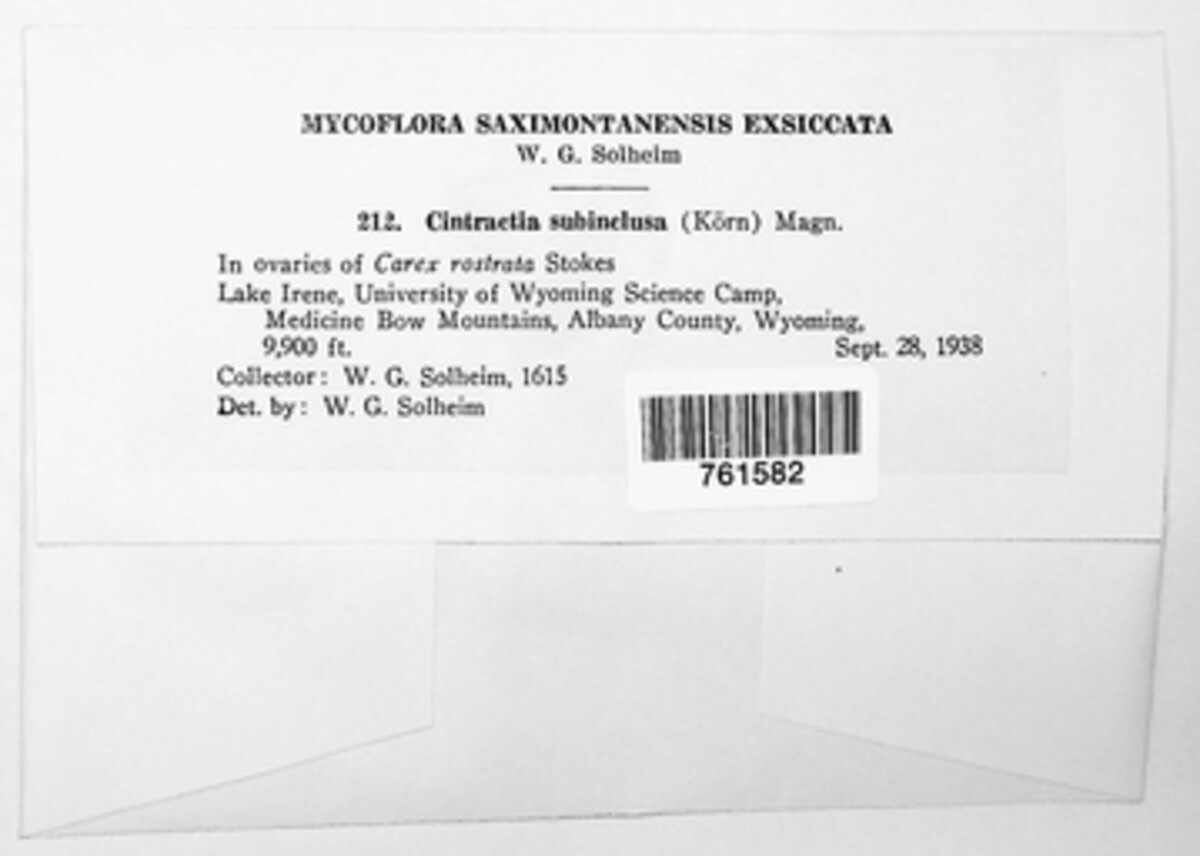 MYCOFLORA SAXIMONTANENSIS EXSICCATA
W. G. Solheim
212. Cintractia subinclusa (Körn) Magn.
In ovaries of Carex rostrata Stokes
Lake Irene, University of Wyoming Science Camp,
Medicine Bow Mountains, Albany County, Wyoming,
9,900 ft. Sept. 28, 1938
Collector: W. G. Solheim, 1615
Det. by: W. G. Solheim
761582